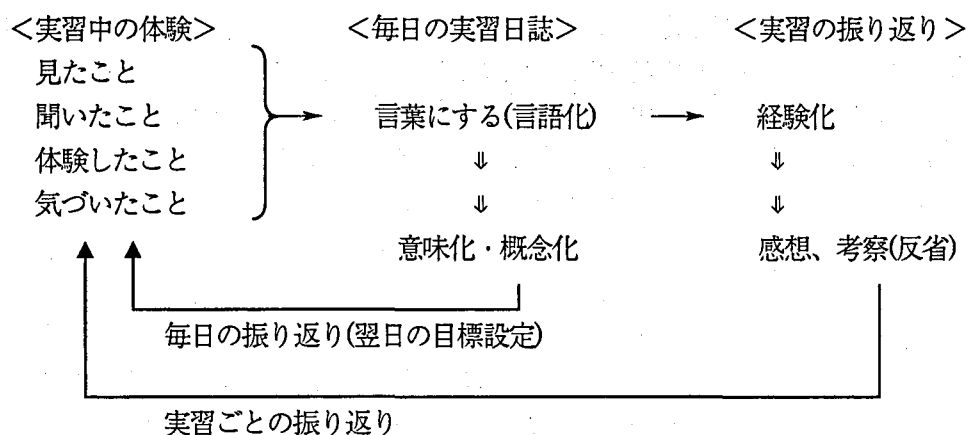 ＜実習中の体験＞ ＜毎日の実習日誌＞ ＜実習の振り返り＞
見たこと
聞いたこと 言葉にする(言語化) 経験化
体験したこと
気づいたこと
意味化・概念化 感想、考察(反省)
毎日の振り返り(翌日の目標設定)
実習ごとの振り返り